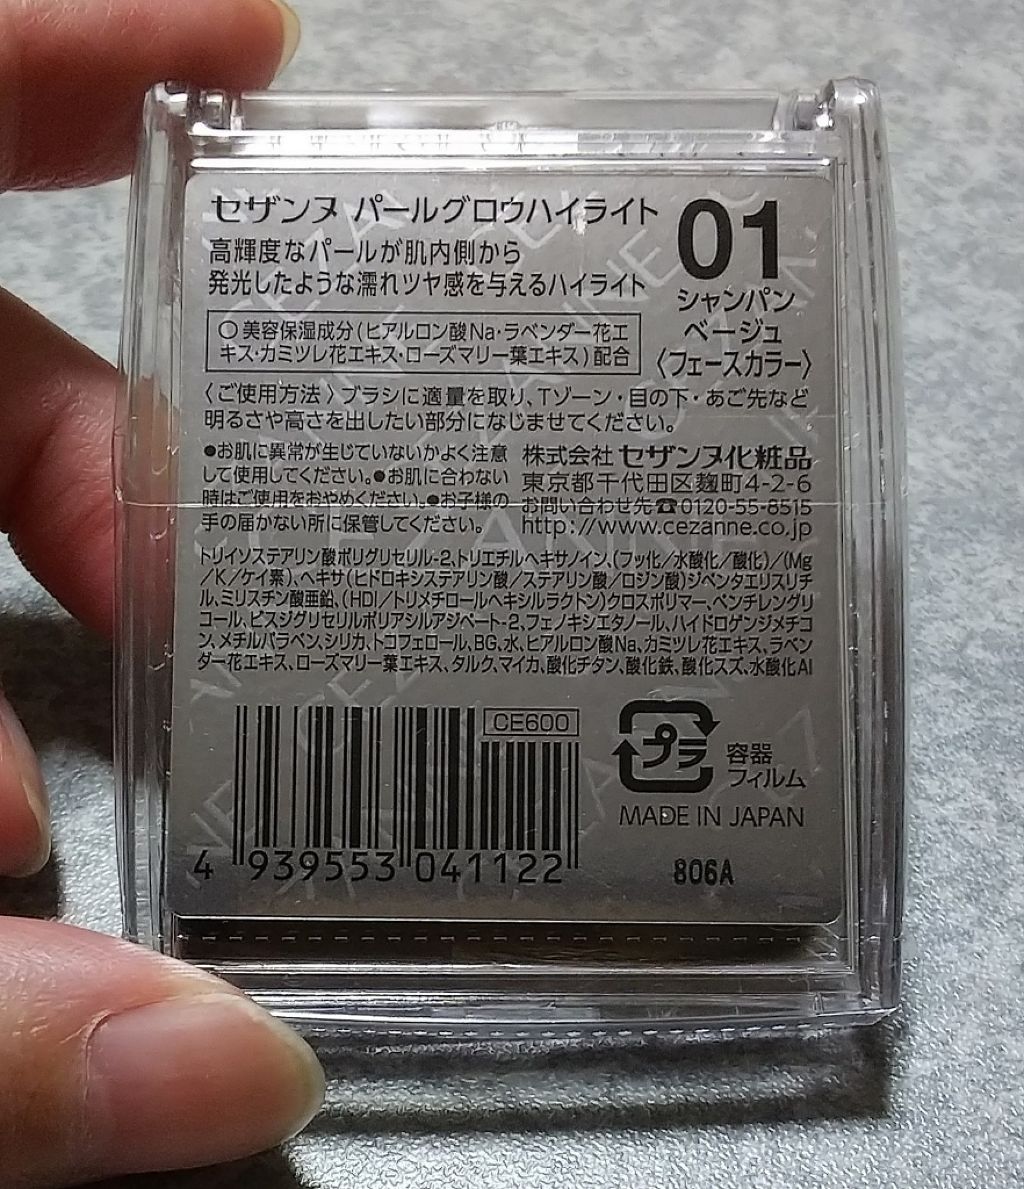 セザンヌ パールグロウハイライト
高輝度なパールが肌内側から
発光したような濡れツヤ感を与えるハイライト
01
シャンパン
ベージュ
〈フェースカラー〉
○美容保湿成分(ヒアルロン酸Na・ラベンダー花エ
キス・カミツレ花エキス・ローズマリー葉エキス)配合
〈ご使用方法〉ブラシに適量を取り、Tゾーン・目の下・あご先など
明るさや高さを出したい部分になじませてください。
●お肌に異常が生じていないかよく注意
して使用してください。●お肌に合わない
時はご使用をおやめください。●お子様の
手の届かない所に保管してください。
株式会社 セザンヌ化粧品
東京都千代田区麹町4-2-6
お問い合わせ先☎0120-55-8515
http://www.cezanne.co.jp
トリイソステアリン酸ポリグリセリル-2、トリエチルヘキサノイン、(フッ化/水酸化/酸化)/(Mg
/K/ケイ素)、ヘキサ(ヒドロキシステアリン酸/ステアリン酸/ロジン酸)ジペンタエリスリチ
ル、ミリスチン酸亜鉛、(HDI/トリメチロールヘキシルラクトン)クロスポリマー、ペンチレングリ
コール、ビスジグリセリルポリアシルアジペート-2、フェノキシエタノール、ハイドロゲンジメチコ
ン、メチルパラベン、シリカ、トコフェロール、BG、水、ヒアルロン酸Na、カミツレ花エキス、ラベン
ダー花エキス、ローズマリー葉エキス、タルク、マイカ、酸化チタン、酸化鉄、酸化スズ、水酸化Al
CE600
4 939553 041122
プラ
容器
フィルム
MADE IN JAPAN
806A